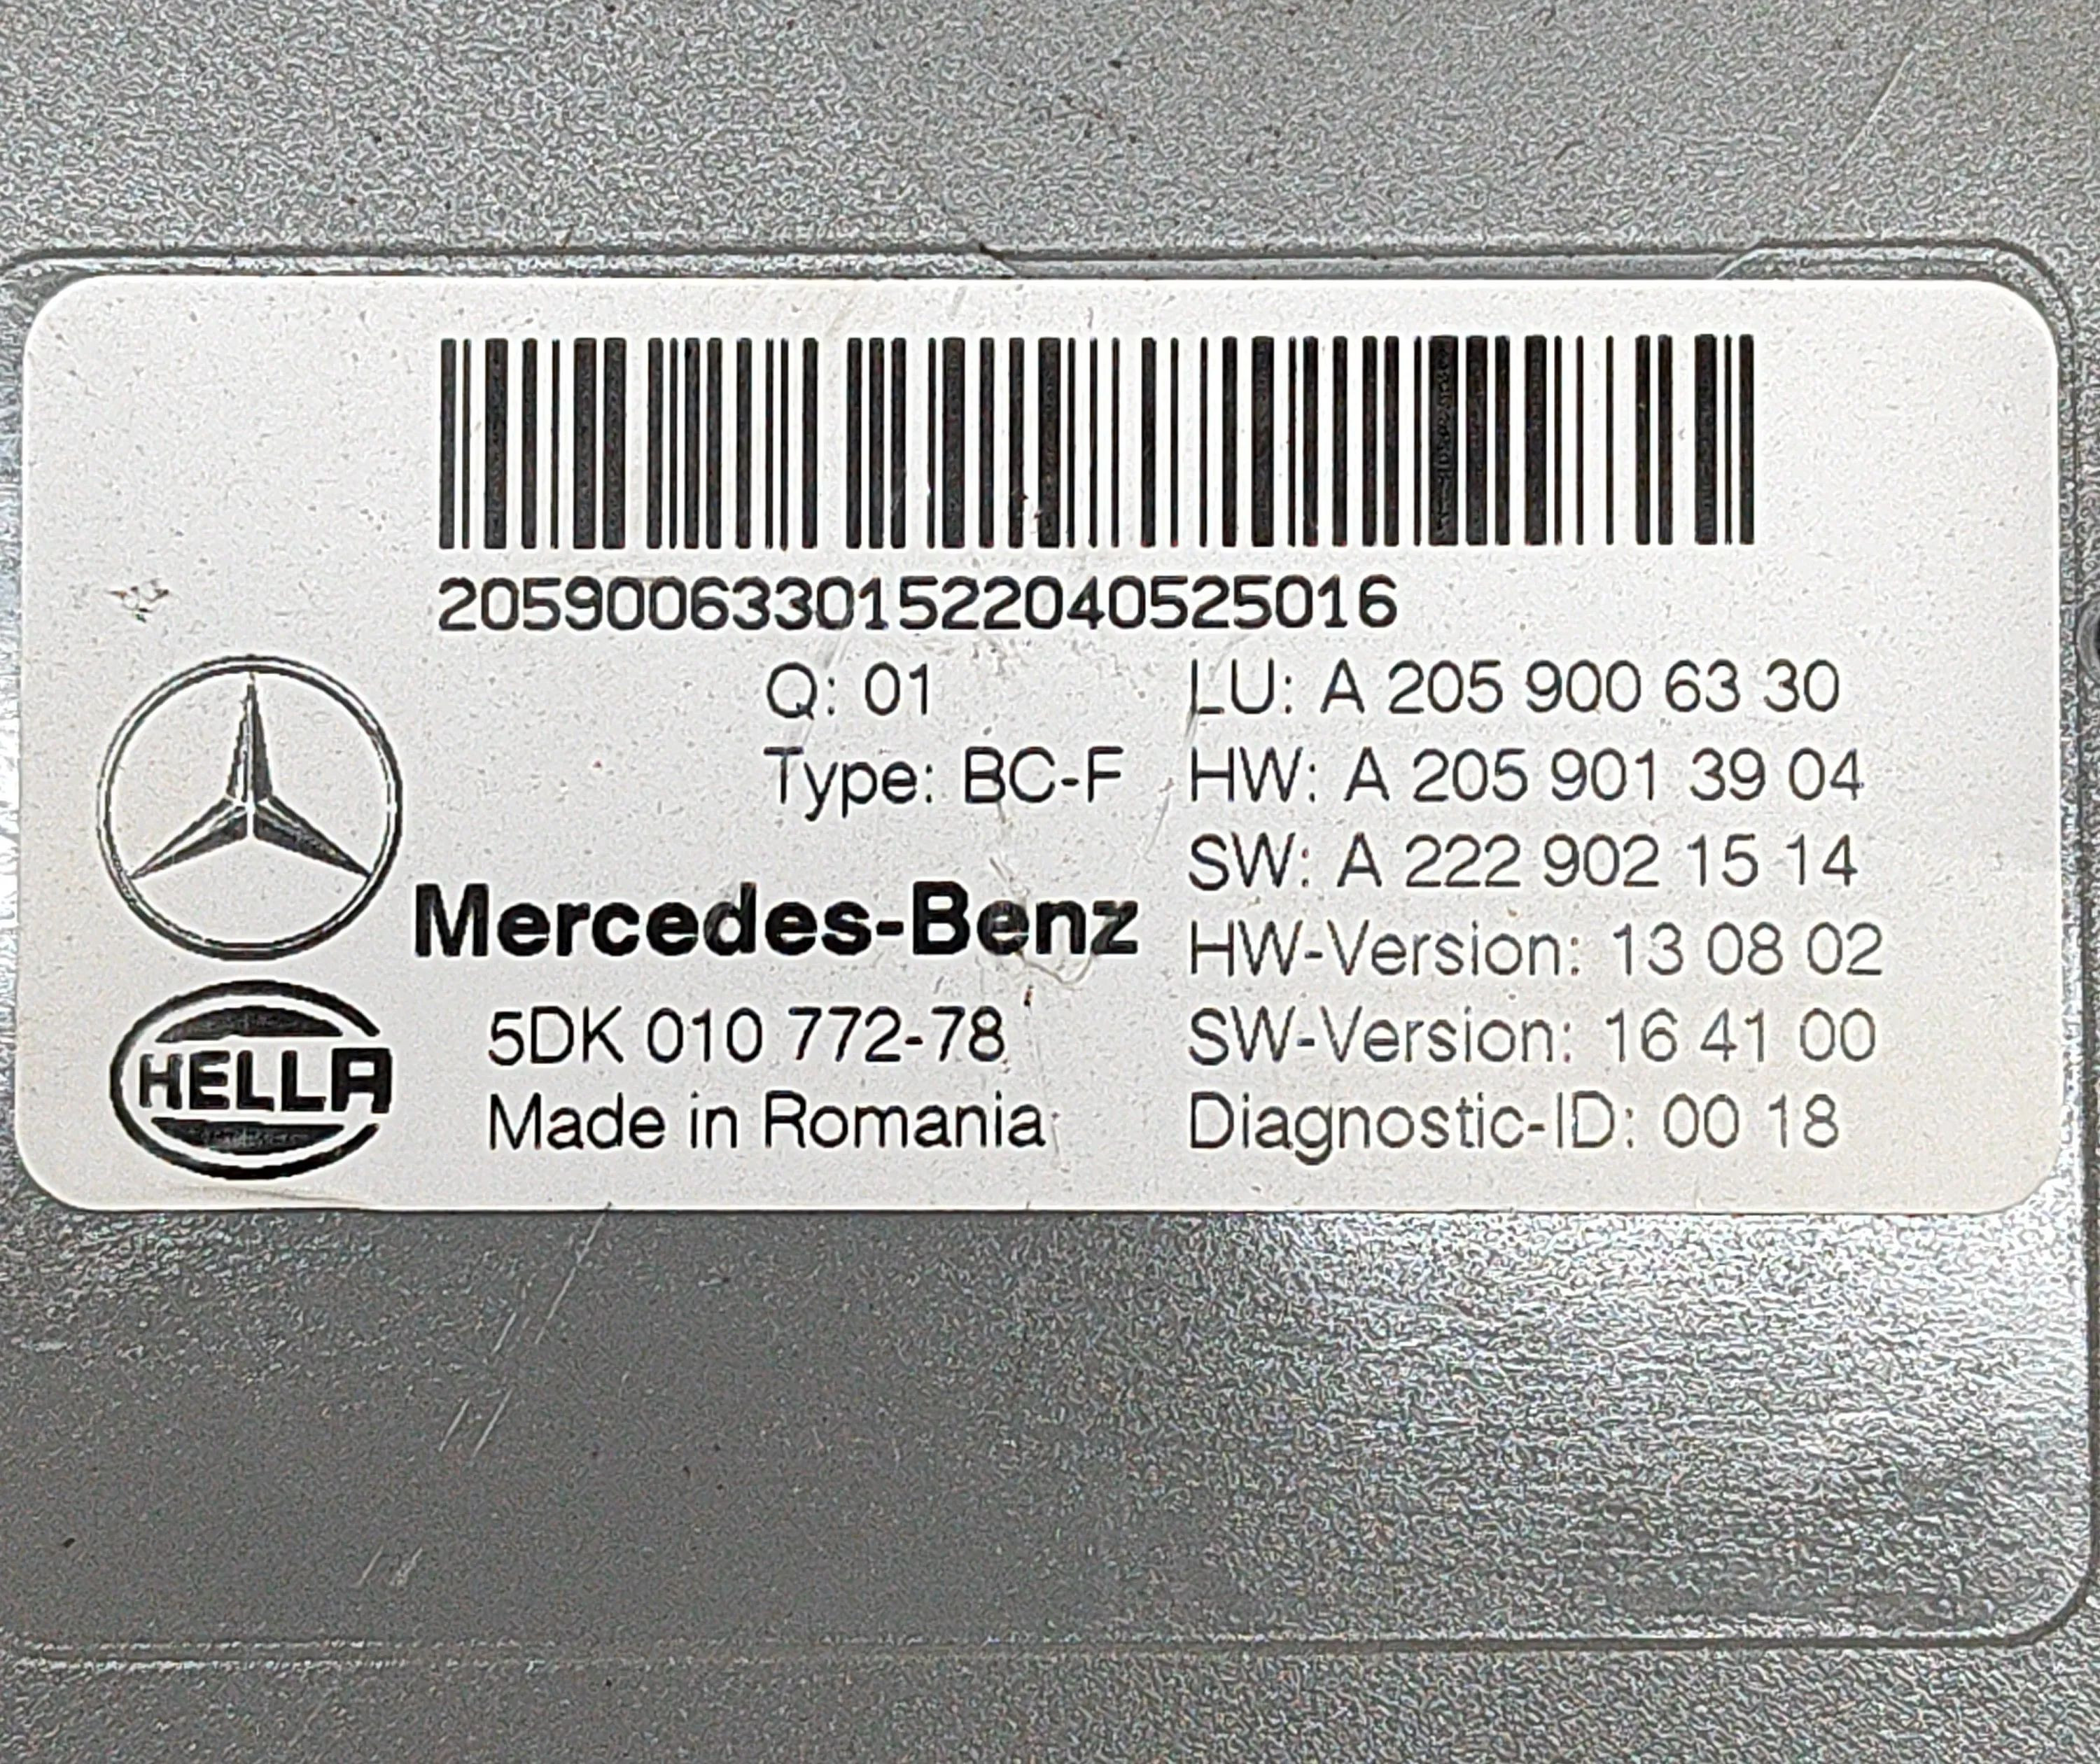 20590063301522040525016
Q: 01
Type: BC-F
Mercedes-Benz
HELLA
5DK 010 772-78
Made in Romania
LU: A 205 900 63 30
HW: A 205 901 39 04
SW: A 222 902 15 14
HW-Version: 13 08 02
SW-Version: 16 41 00
Diagnostic-ID: 00 18